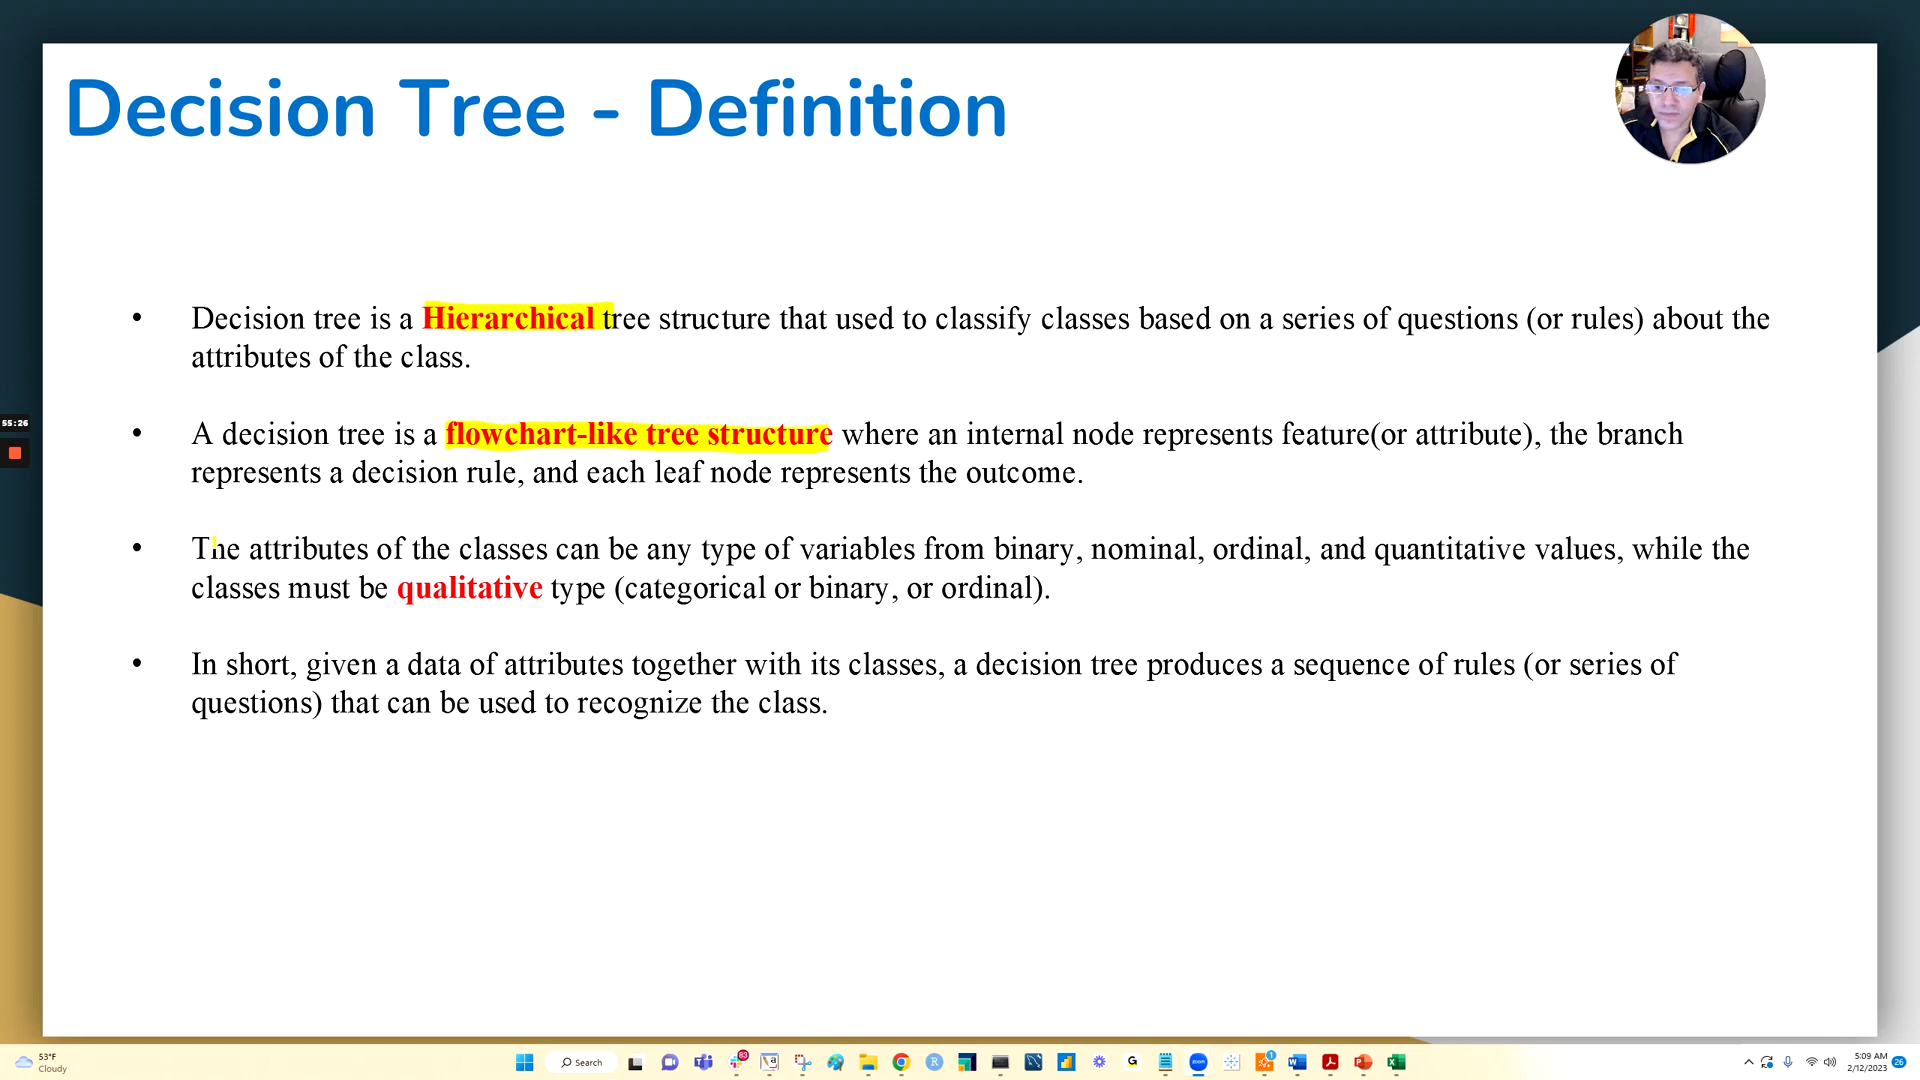 Decision Tree - Definition
• Decision tree is a Hierarchical tree structure that used to classify classes based on a series of questions (or rules) about the
attributes of the class.
• A decision tree is a flowchart-like tree structure where an internal node represents feature(or attribute), the branch
represents a decision rule, and each leaf node represents the outcome.
• The attributes of the classes can be any type of variables from binary, nominal, ordinal, and quantitative values, while the
classes must be qualitative type (categorical or binary, or ordinal).
• In short, given a data of attributes together with its classes, a decision tree produces a sequence of rules (or series of
questions) that can be used to recognize the class.
55:26
53°F
Cloudy
Search
83
1
5:09 AM
2/12/2023
26